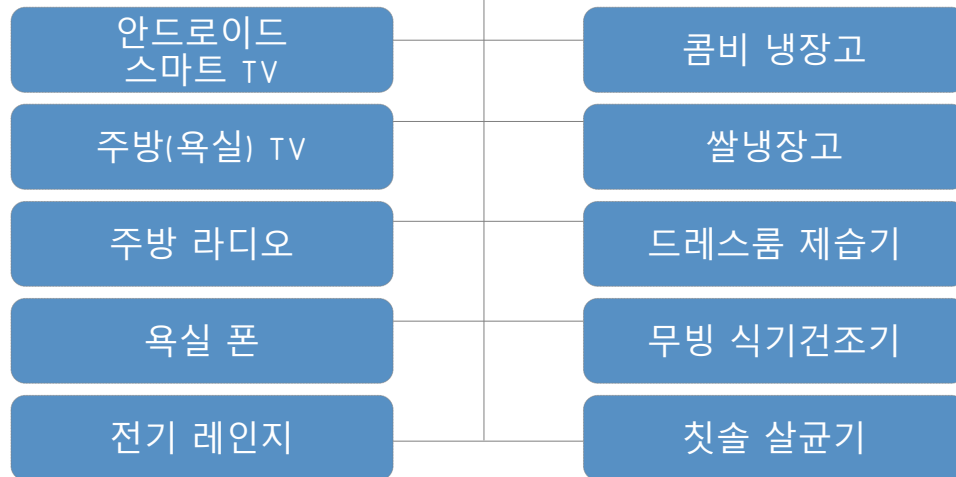 안드로이드
스마트 TV
콤비 냉장고
주방(욕실) TV
쌀냉장고
주방 라디오
드레스룸 제습기
욕실 폰
무빙 식기건조기
전기 레인지
칫솔 살균기